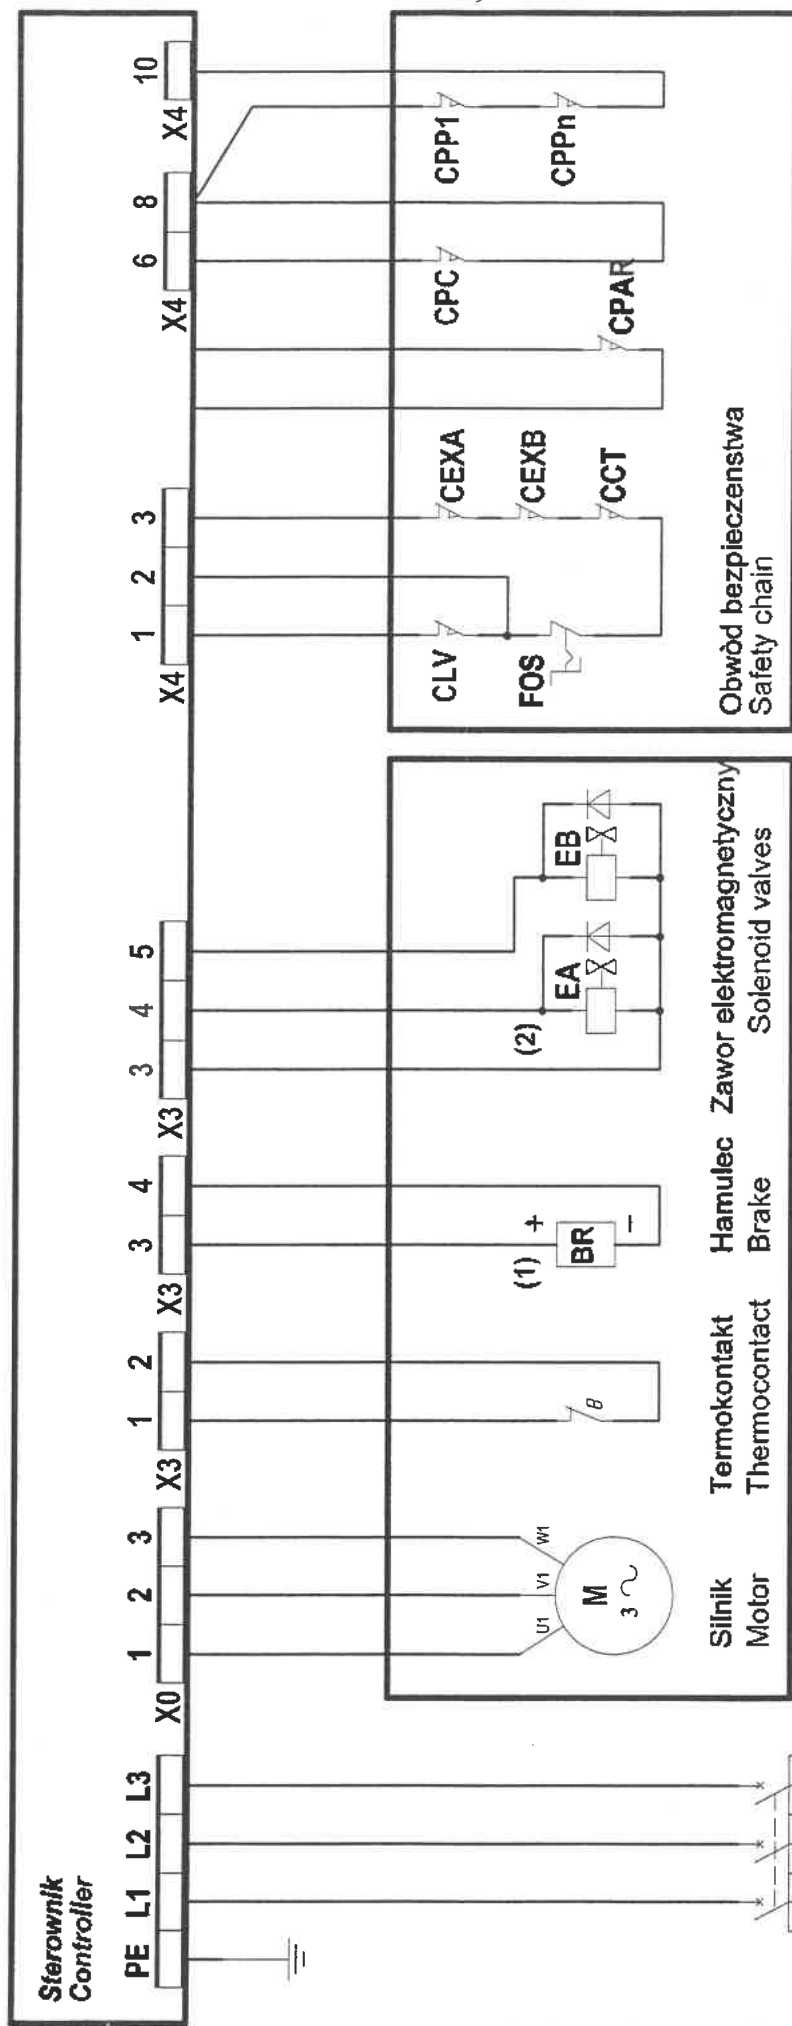 Sterownik
Controller
PE L1 L2 L3
X0 1 2 3
X3 1 2
X3 3 4
X3 3 4 5
X4 1 2 3
X4 6 8
X4 10
U1 V1 W1
M
3
θ
(1) + BR −
(2) EA EB
CLV
FOS
CEXA
CEXB
CCT
CPAR
CPC
CPP1
CPPn
Silnik
Motor
Termokontakt
Thermocontact
Hamulec
Brake
Zawor elektromagnetyczny
Solenoid valves
Obwòd bezpieczenstwa
Safety chain